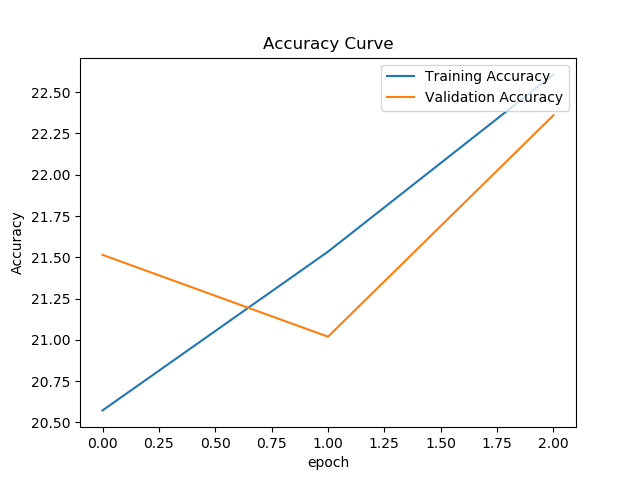 Accuracy Curve
Training Accuracy
Validation Accuracy
22.50
22.25
22.00
21.75
21.50
21.25
21.00
20.75
20.50
Accuracy
0.00 0.25 0.50 0.75 1.00 1.25 1.50 1.75 2.00
epoch